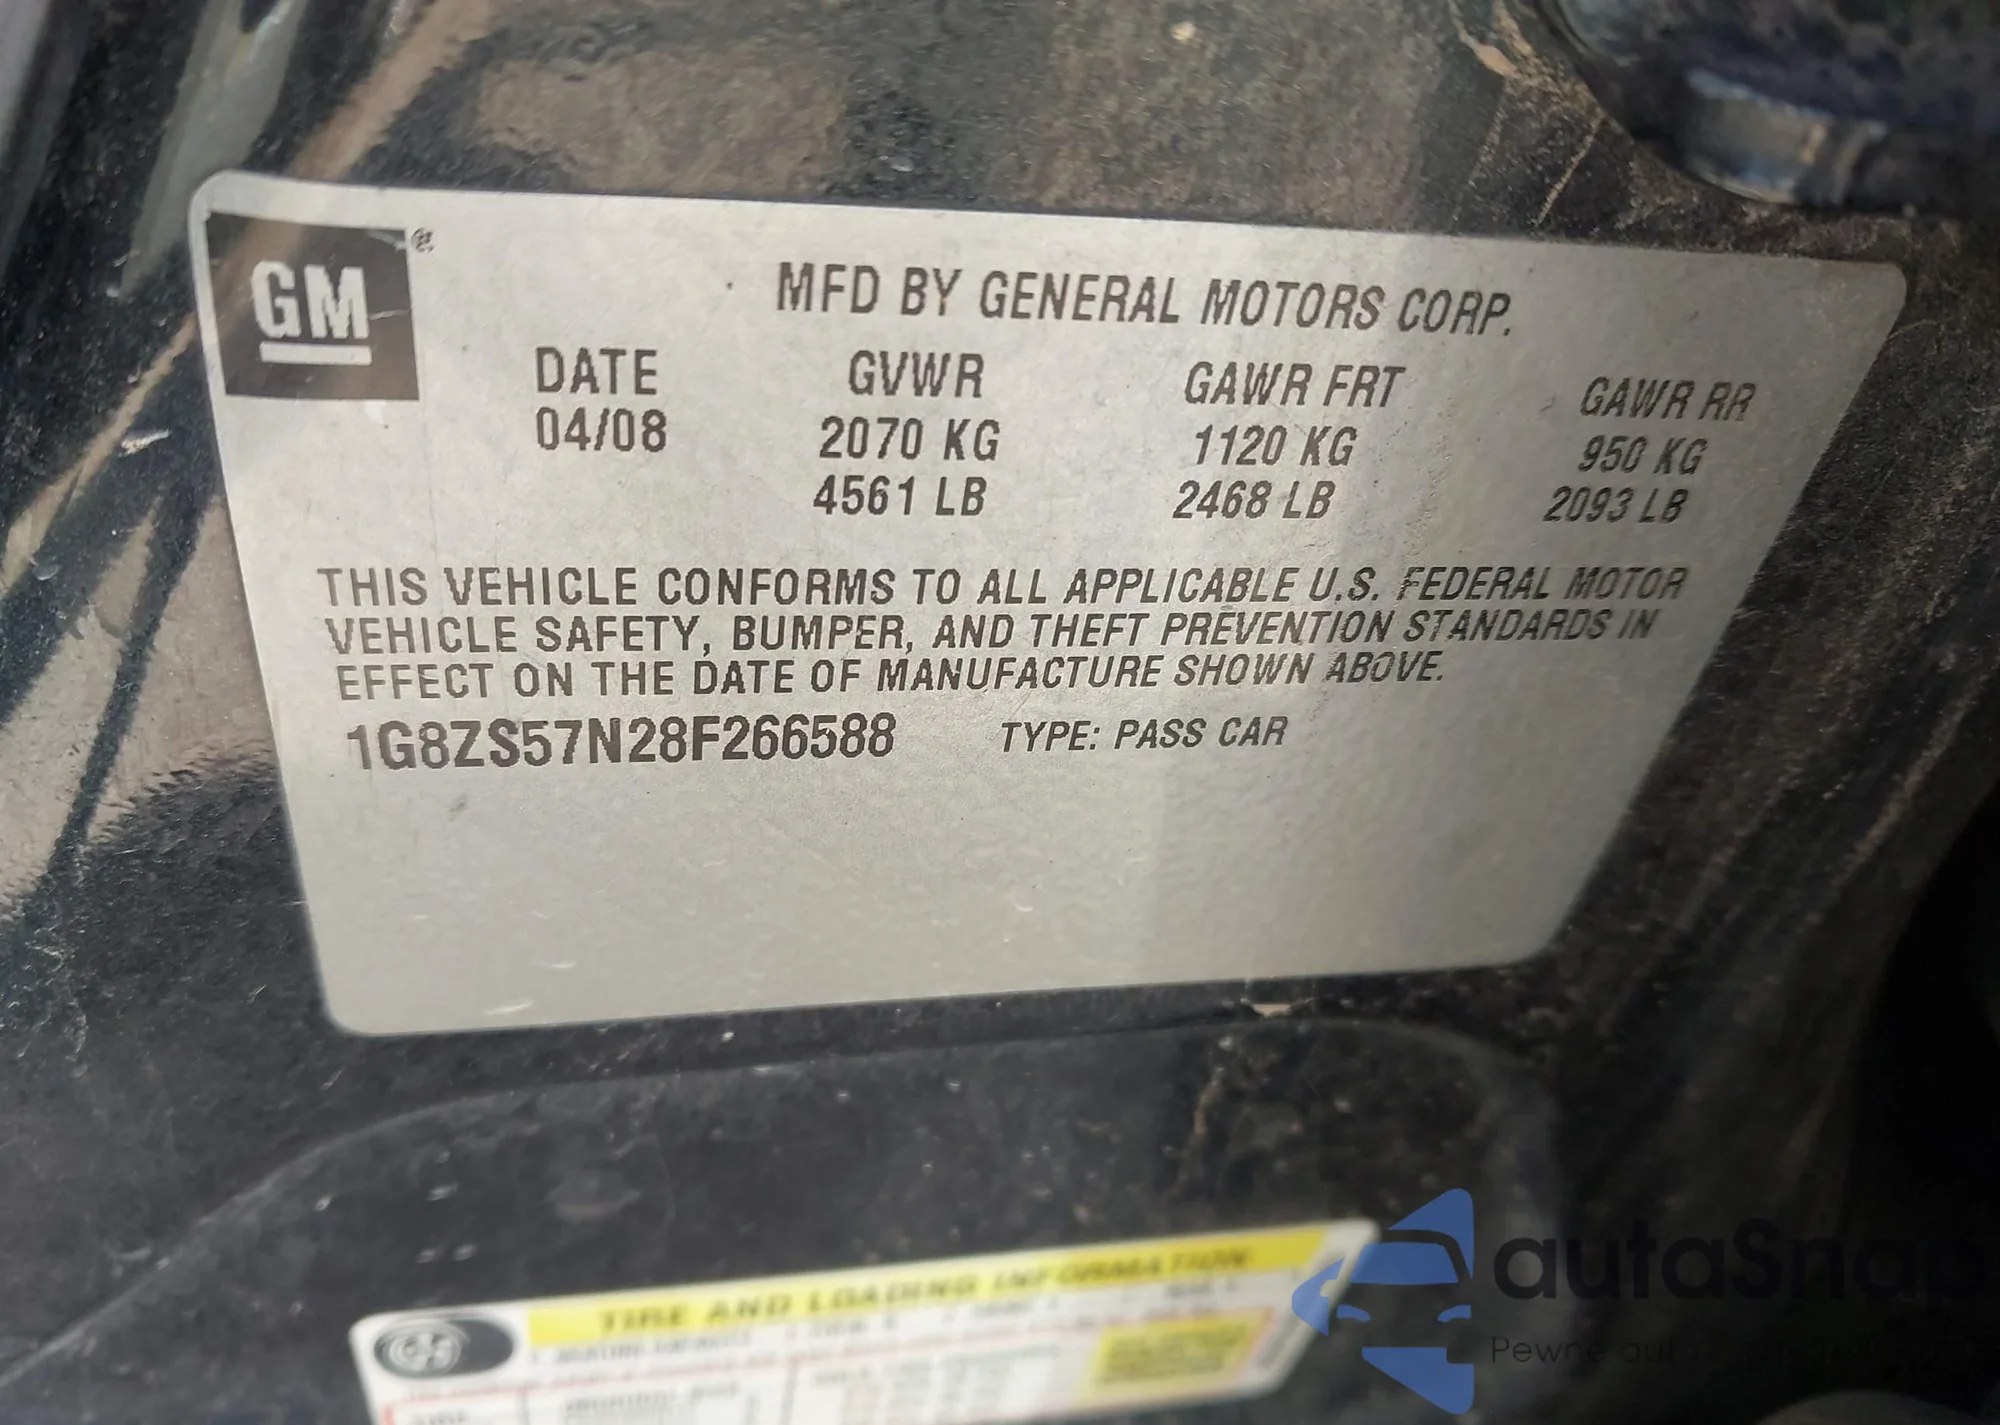 GM
MFD BY GENERAL MOTORS CORP.
DATE GVWR GAWR FRT GAWR RR
04/08 2070 KG 1120 KG 950 KG
4561 LB 2468 LB 2093 LB
THIS VEHICLE CONFORMS TO ALL APPLICABLE U.S. FEDERAL MOTOR
VEHICLE SAFETY, BUMPER, AND THEFT PREVENTION STANDARDS IN
EFFECT ON THE DATE OF MANUFACTURE SHOWN ABOVE.
1G8ZS57N28F266588 TYPE: PASS CAR
TIRE AND LOADING INFORMATION
autaSnap
Pewne auta